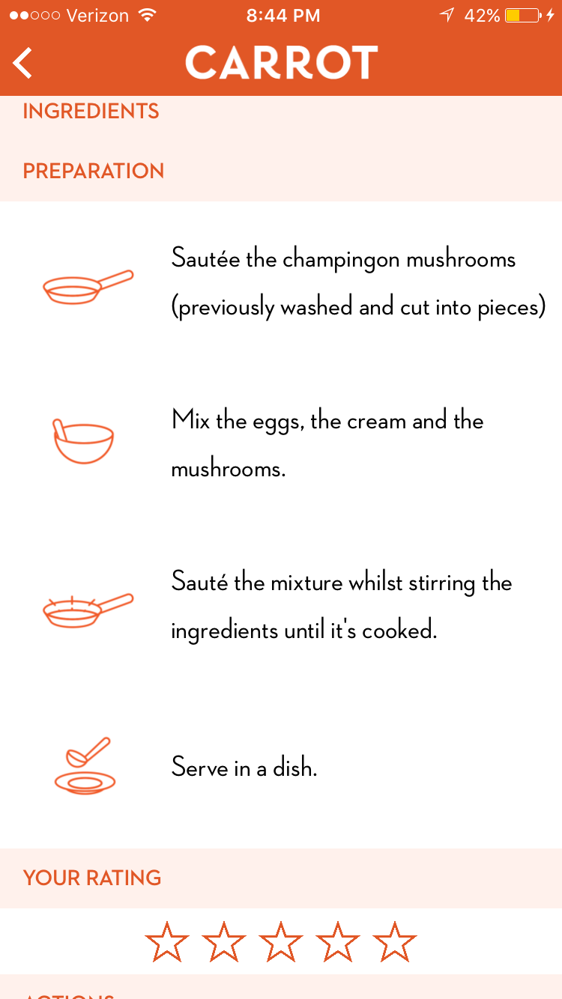 Verizon 8:44 PM 42%
CARROT
INGREDIENTS
PREPARATION
Sautée the champingon mushrooms
(previously washed and cut into pieces)
Mix the eggs, the cream and the
mushrooms.
Sauté the mixture whilst stirring the
ingredients until it's cooked.
Serve in a dish.
YOUR RATING
ACTIONS